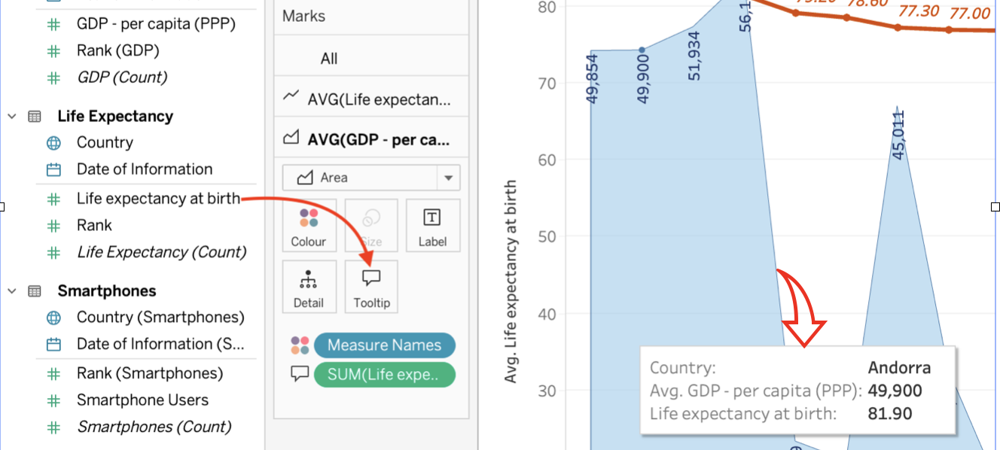 GDP - per capita (PPP)
Rank (GDP)
GDP (Count)
Life Expectancy
Country
Date of Information
Life expectancy at birth
Rank
Life Expectancy (Count)
Smartphones
Country (Smartphones)
Date of Information (S...
Rank (Smartphones)
Smartphone Users
Smartphones (Count)
Marks
All
AVG(Life expectan...
AVG(GDP - per ca...
Area
Colour
Size
Label
Detail
Tooltip
Measure Names
SUM(Life expe..
Avg. Life expectancy at birth
80
70
60
50
40
30
49,854
49,900
51,934
45,011
78.60
77.30
77.00
Country: Andorra
Avg. GDP - per capita (PPP): 49,900
Life expectancy at birth: 81.90